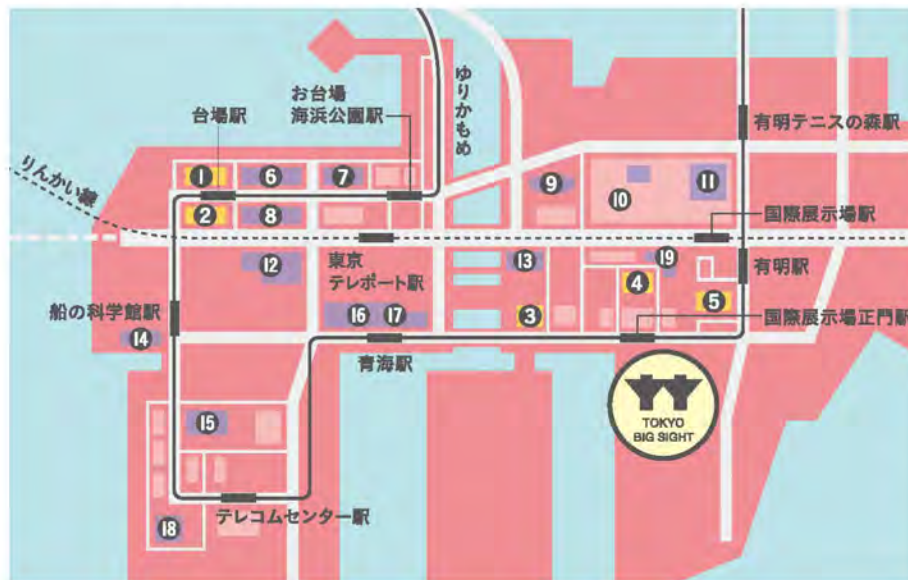 ゆりかもめ
お台場
海浜公園駅
台場駅
有明テニスの森駅
りんかい線
1
6
7
9
10
11
2
8
国際展示場駅
12
東京
テレポート駅
13
19
有明駅
4
船の科学館駅
14
16
17
3
5
国際展示場正門駅
青海駅
TOKYO
BIG SIGHT
15
テレコムセンター駅
18